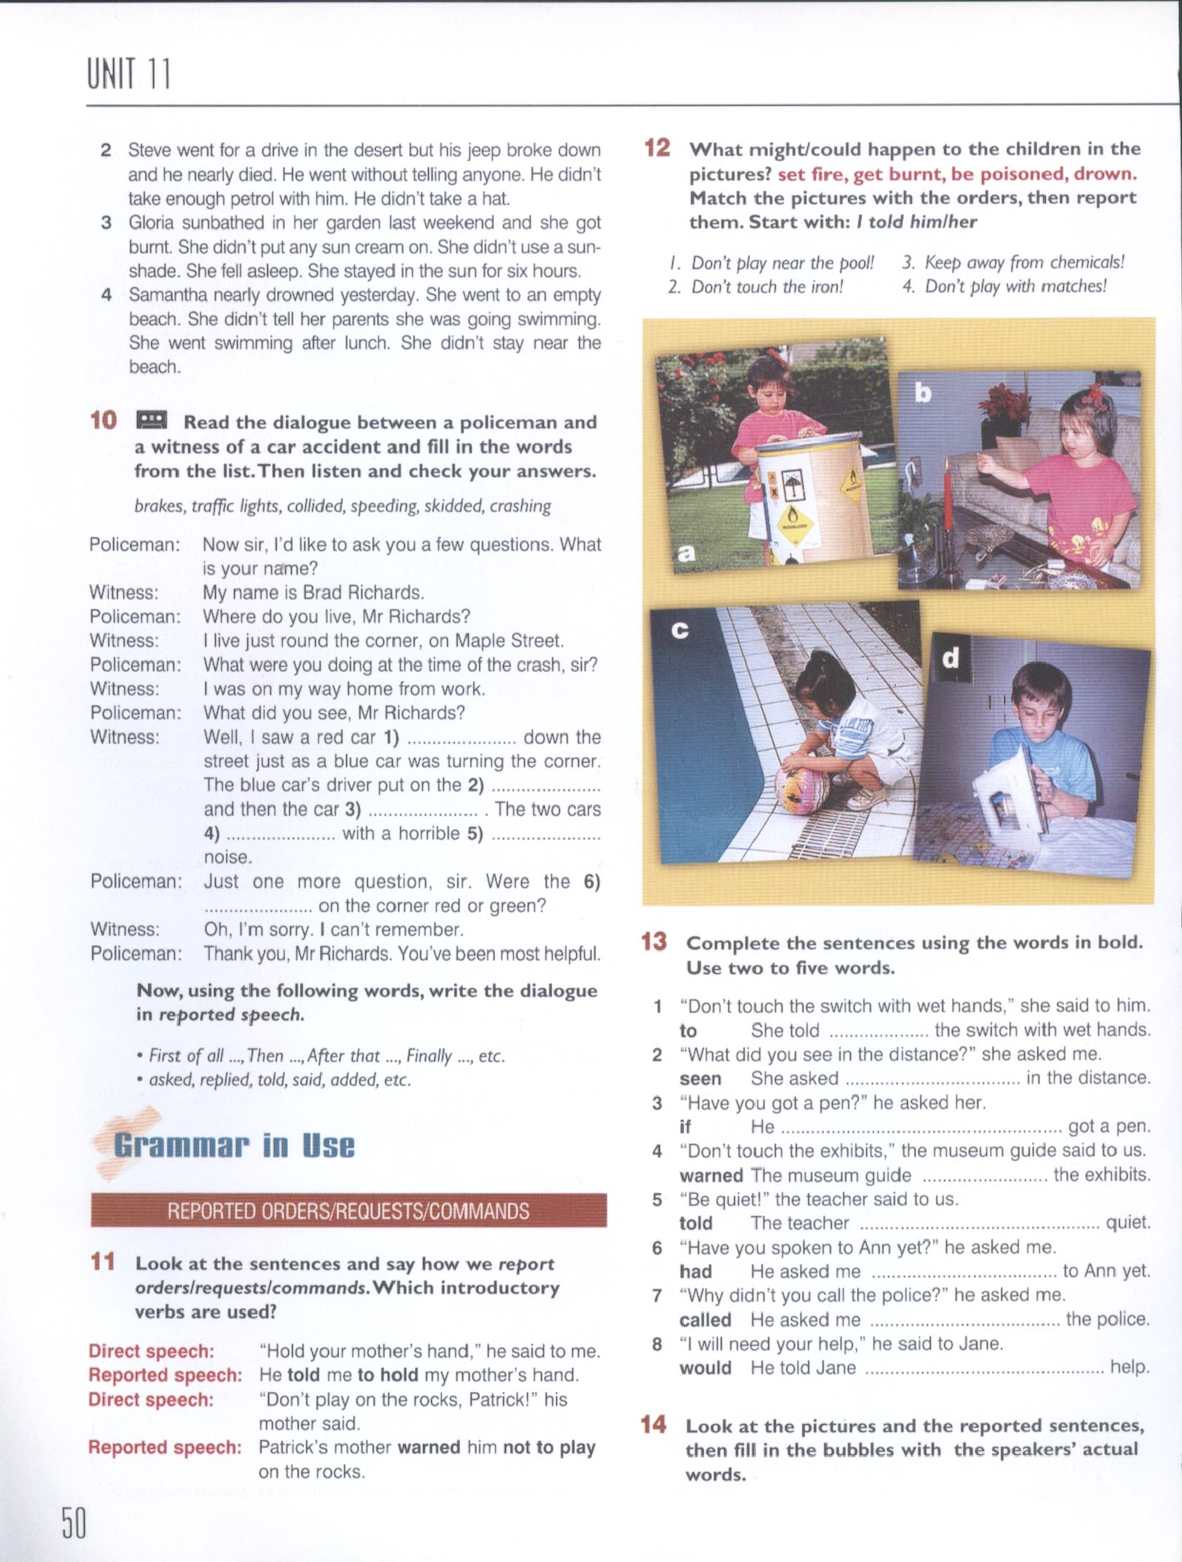 UNIT 11
2 Steve went for a drive in the desert but his jeep broke down
and he nearly died. He went without telling anyone. He didn't
take enough petrol with him. He didn't take a hat.
3 Gloria sunbathed in her garden last weekend and she got
burnt. She didn't put any sun cream on. She didn't use a sun-
shade. She fell asleep. She stayed in the sun for six hours.
4 Samantha nearly drowned yesterday. She went to an empty
beach. She didn't tell her parents she was going swimming.
She went swimming after lunch. She didn't stay near the
beach.
10 Read the dialogue between a policeman and
a witness of a car accident and fill in the words
from the list. Then listen and check your answers.
brakes, traffic lights, collided, speeding, skidded, crashing
Policeman: Now sir, I'd like to ask you a few questions. What
is your name?
Witness: My name is Brad Richards.
Policeman: Where do you live, Mr Richards?
Witness: I live just round the corner, on Maple Street.
Policeman: What were you doing at the time of the crash, sir?
Witness: I was on my way home from work.
Policeman: What did you see, Mr Richards?
Witness: Well, I saw a red car 1) ..................... down the
street just as a blue car was turning the corner.
The blue car's driver put on the 2) .....................
and then the car 3) ...................... . The two cars
4) ..................... with a horrible 5) .....................
noise.
Policeman: Just one more question, sir. Were the 6)
..................... on the corner red or green?
Witness: Oh, I'm sorry. I can't remember.
Policeman: Thank you, Mr Richards. You've been most helpful.
Now, using the following words, write the dialogue
in reported speech.
• First of all ..., Then ..., After that ..., Finally ..., etc.
• asked, replied, told, said, added, etc.
Grammar in Use
REPORTED ORDERS/REQUESTS/COMMANDS
11 Look at the sentences and say how we report
orders/requests/commands. Which introductory
verbs are used?
Direct speech: "Hold your mother's hand," he said to me.
Reported speech: He told me to hold my mother's hand.
Direct speech: "Don't play on the rocks, Patrick!" his
mother said.
Reported speech: Patrick's mother warned him not to play
on the rocks.
50
12 What might/could happen to the children in the
pictures? set fire, get burnt, be poisoned, drown.
Match the pictures with the orders, then report
them. Start with: I told him/her
1. Don't play near the pool! 3. Keep away from chemicals!
2. Don't touch the iron! 4. Don't play with matches!
a
b
c
d
13 Complete the sentences using the words in bold.
Use two to five words.
1 "Don't touch the switch with wet hands," she said to him.
to She told .................... the switch with wet hands.
2 "What did you see in the distance?" she asked me.
seen She asked ................................... in the distance.
3 "Have you got a pen?" he asked her.
if He ........................................................ got a pen.
4 "Don't touch the exhibits," the museum guide said to us.
warned The museum guide ......................... the exhibits.
5 "Be quiet!" the teacher said to us.
told The teacher ................................................ quiet.
6 "Have you spoken to Ann yet?" he asked me.
had He asked me ..................................... to Ann yet.
7 "Why didn't you call the police?" he asked me.
called He asked me ...................................... the police.
8 "I will need your help," he said to Jane.
would He told Jane ................................................ help.
14 Look at the pictures and the reported sentences,
then fill in the bubbles with the speakers' actual
words.